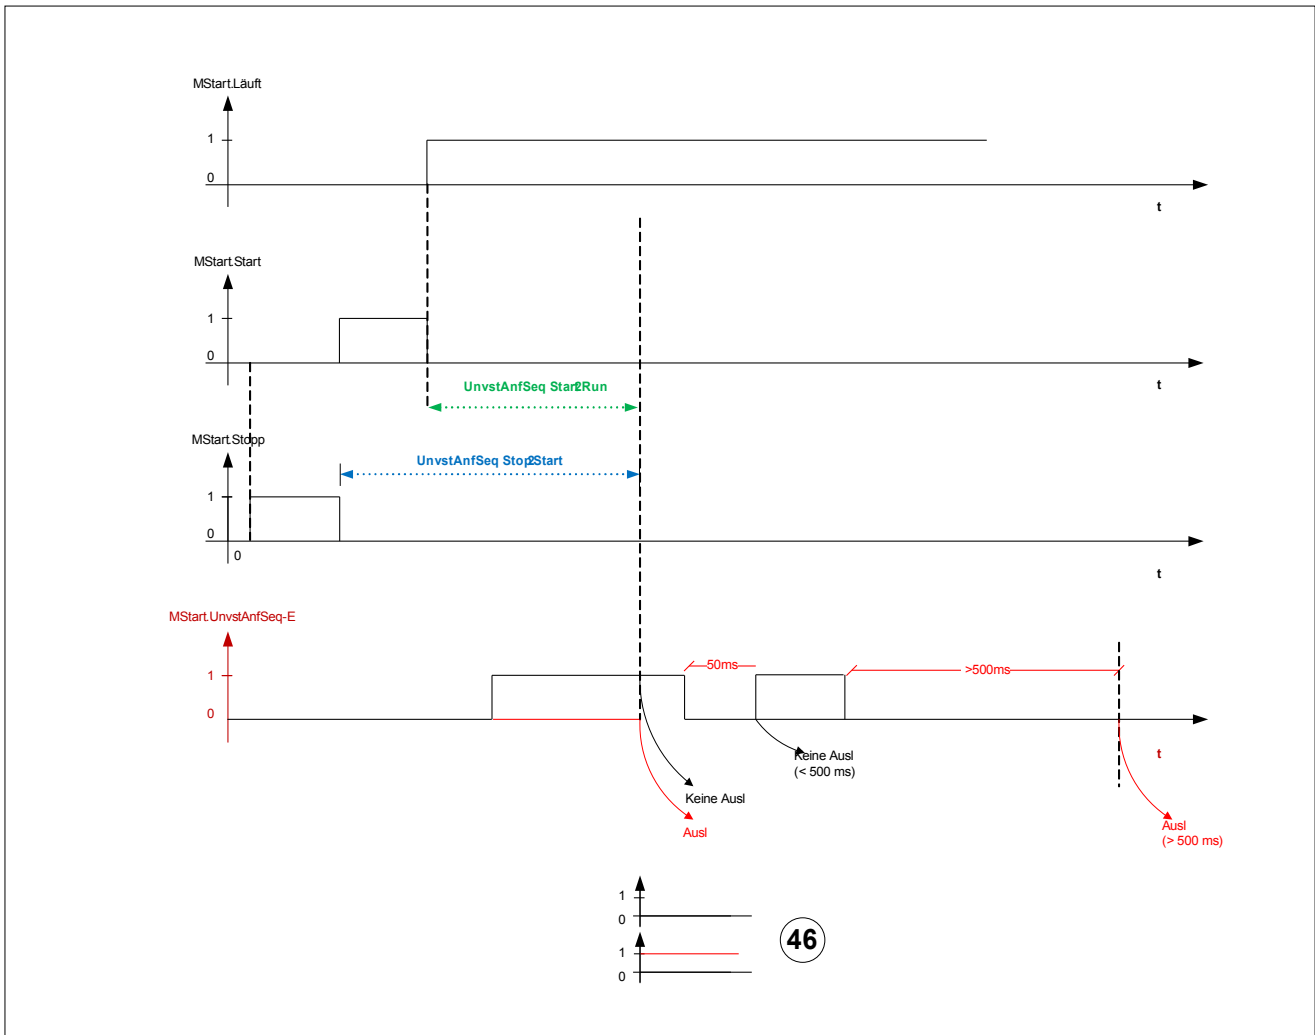 MStart.Läuft
1
0
t
MStart.Start
1
0
t
UnvstAnfSeq Start2Run
MStart.Stopp
UnvstAnfSeq Stop2Start
1
0
0
t
MStart.UnvstAnfSeq-E
50ms
>500ms
1
0
t
Keine Ausl
(< 500 ms)
Keine Ausl
Ausl
Ausl
(> 500 ms)
1
0
46
1
0